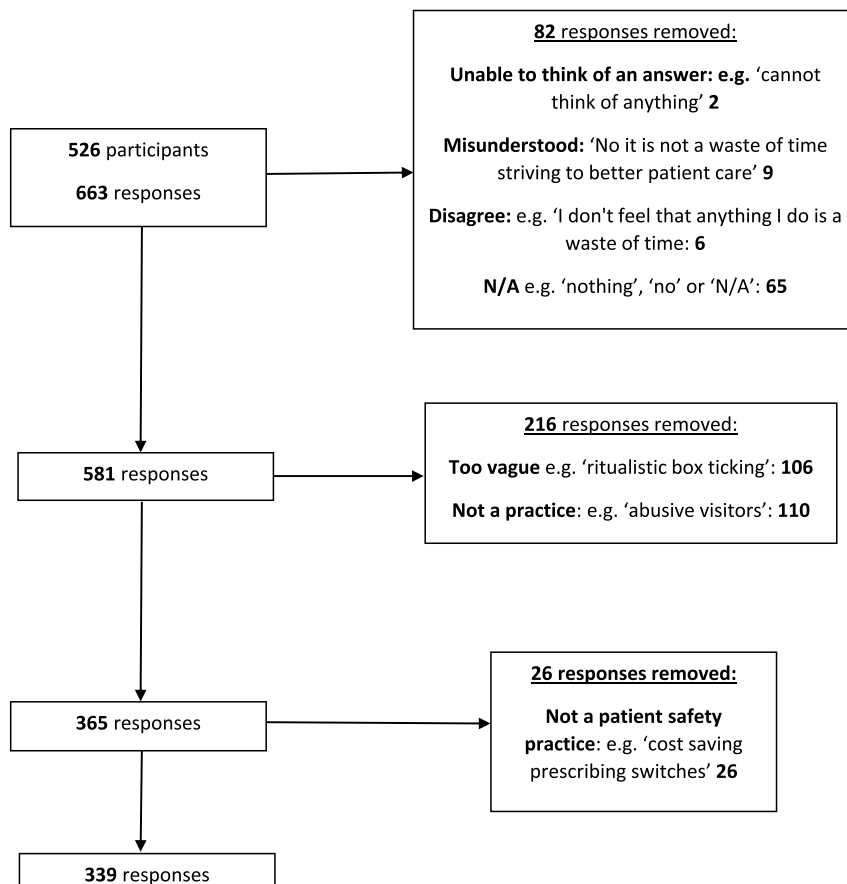 82 responses removed:
Unable to think of an answer: e.g. ‘cannot
think of anything’ 2
Misunderstood: ‘No it is not a waste of time
striving to better patient care’ 9
Disagree: e.g. ‘I don't feel that anything I do is a
waste of time: 6
N/A e.g. ‘nothing’, ‘no’ or ‘N/A’: 65
526 participants
663 responses
216 responses removed:
Too vague e.g. ‘ritualistic box ticking’: 106
Not a practice: e.g. ‘abusive visitors’: 110
581 responses
26 responses removed:
Not a patient safety
practice: e.g. ‘cost saving
prescribing switches’ 26
365 responses
339 responses